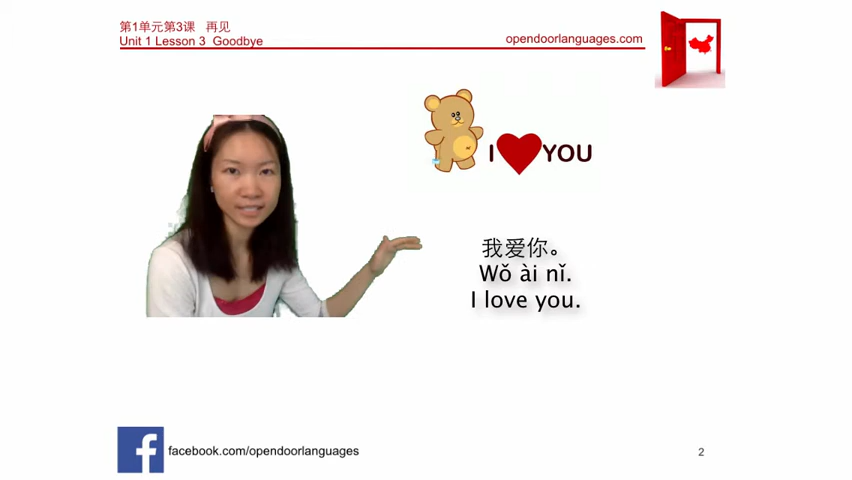 第1单元第3课 再见
Unit 1 Lesson 3 Goodbye
opendoorlanguages.com
I YOU
我爱你。
Wǒ ài nǐ.
I love you.
facebook.com/opendoorlanguages
2